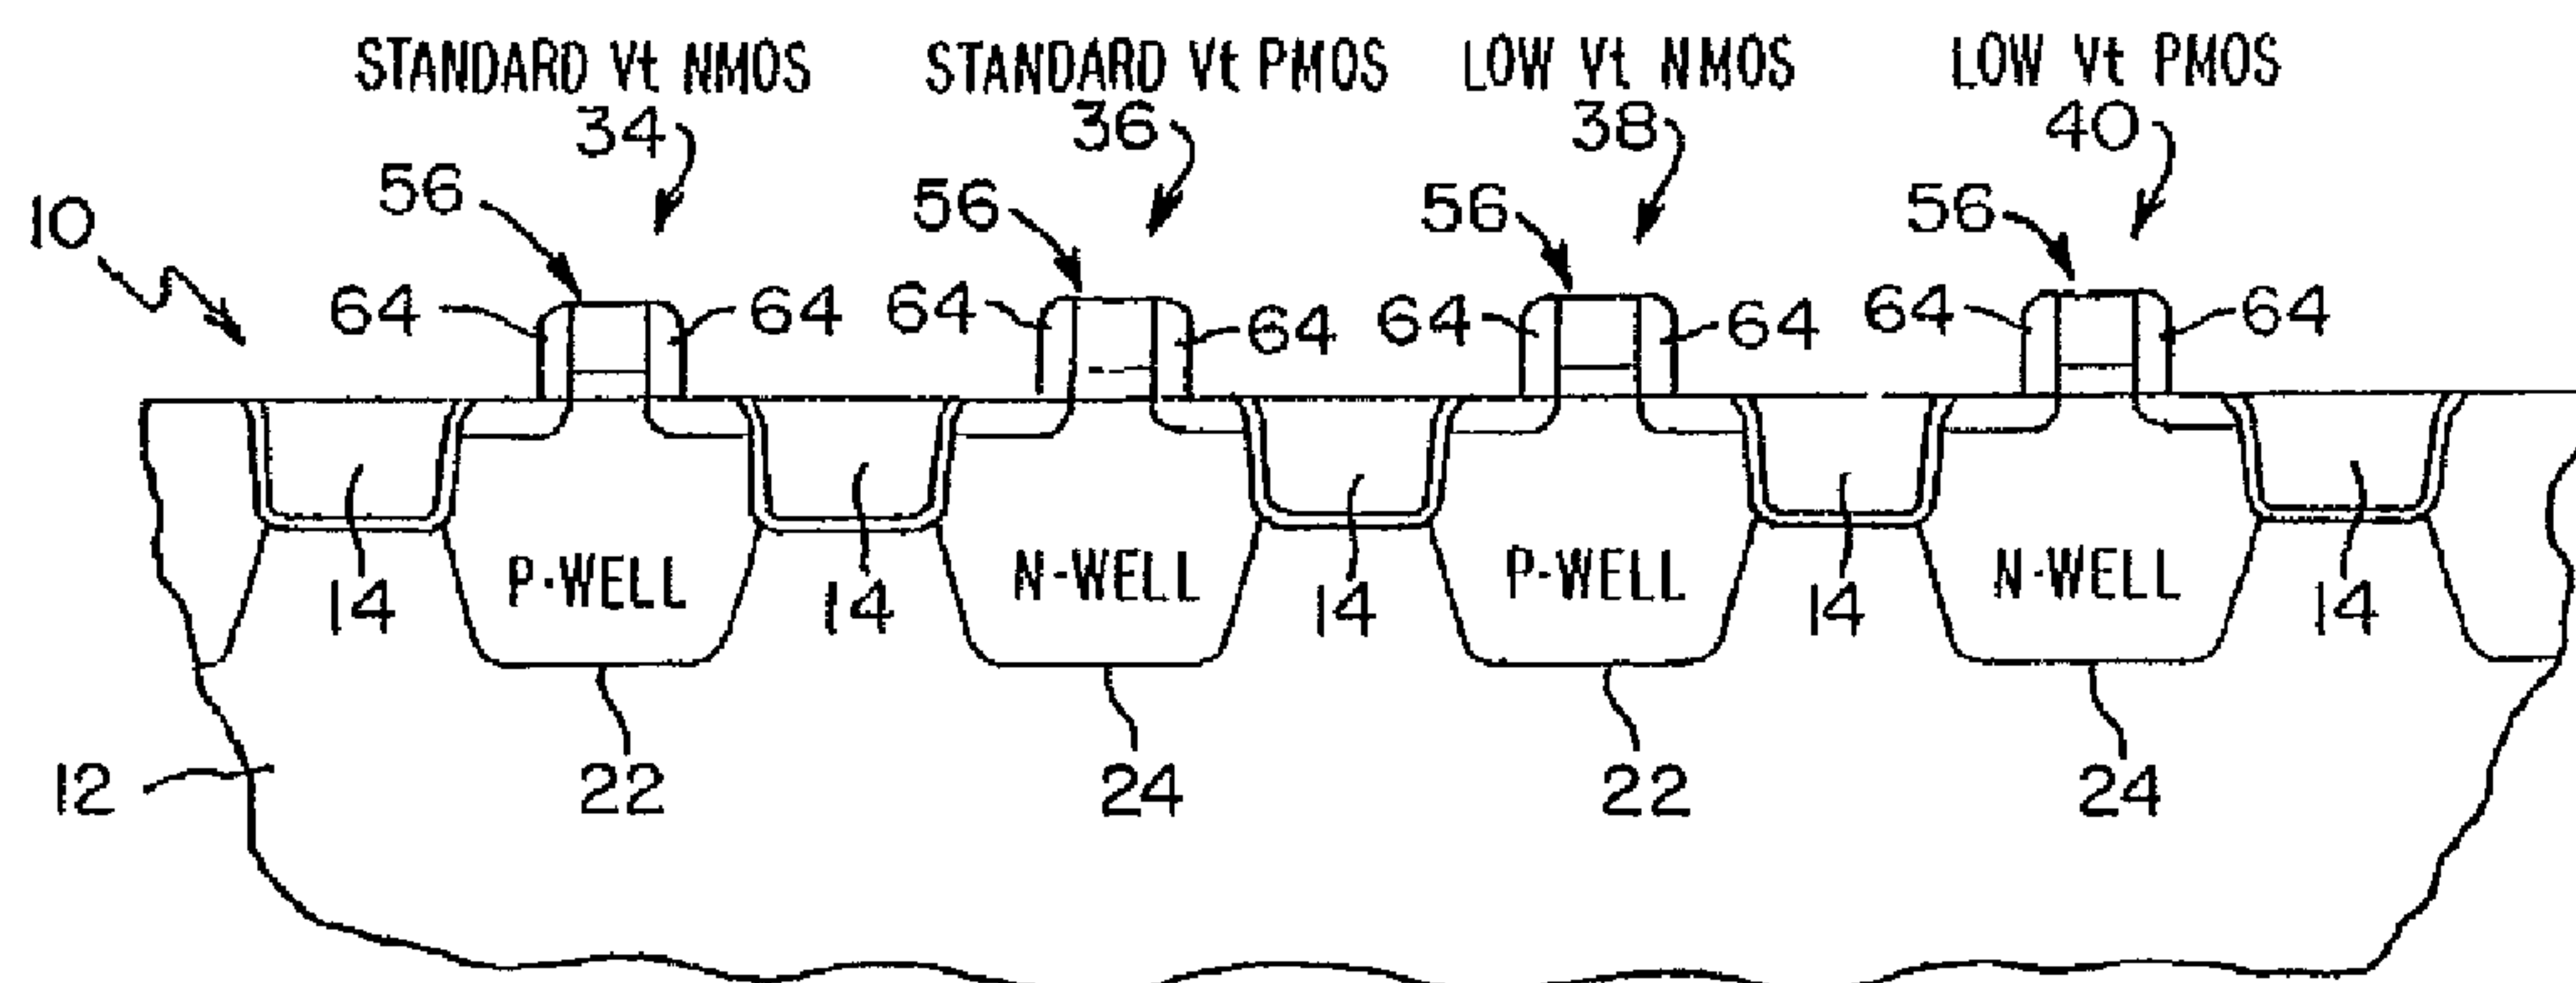 STANDARD Vt NMOS STANDARD Vt PMOS LOW Vt NMOS LOW Vt PMOS
34 36 38 40
56 56 56 56
10
64 64 64 64 64 64 64 64
P-WELL N-WELL P-WELL N-WELL
14 14 14 14 14
12 22 24 22 24